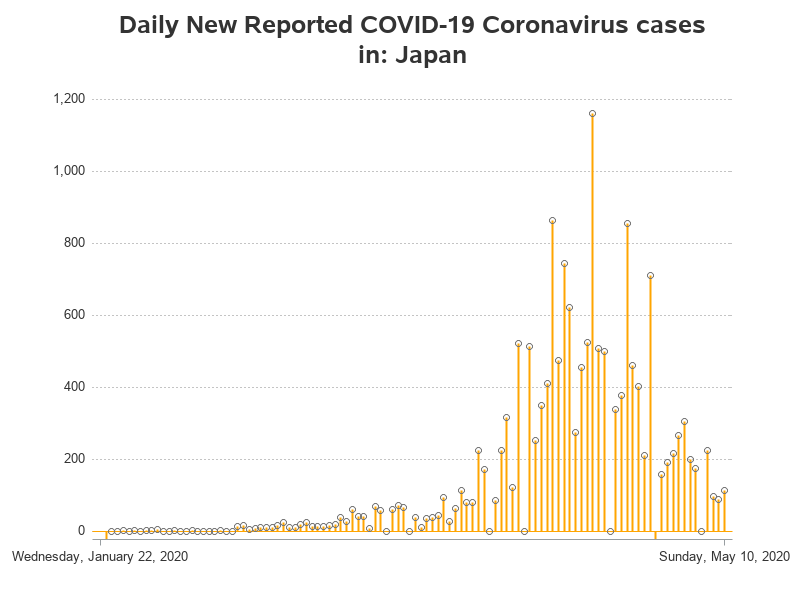 Daily New Reported COVID-19 Coronavirus cases
in: Japan
1,200
1,000
800
600
400
200
0
Wednesday, January 22, 2020
Sunday, May 10, 2020